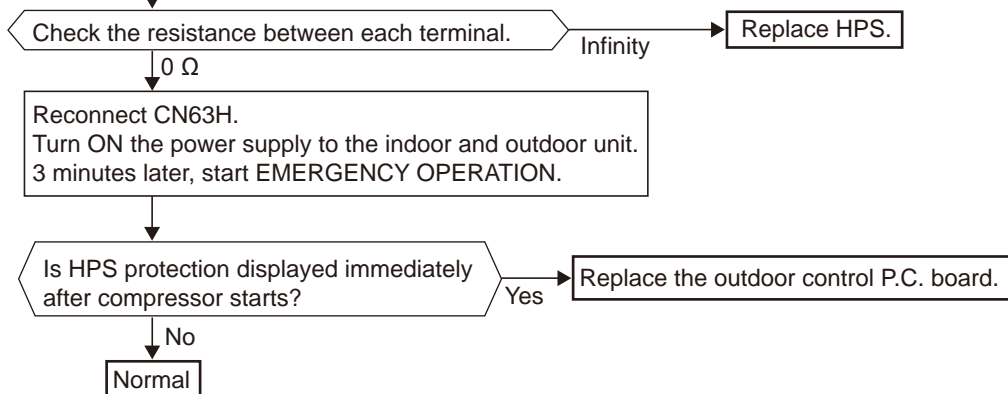 Check the resistance between each terminal.
Infinity
Replace HPS.
0 Ω
Reconnect CN63H.
Turn ON the power supply to the indoor and outdoor unit.
3 minutes later, start EMERGENCY OPERATION.
Is HPS protection displayed immediately
after compressor starts?
Yes
Replace the outdoor control P.C. board.
No
Normal